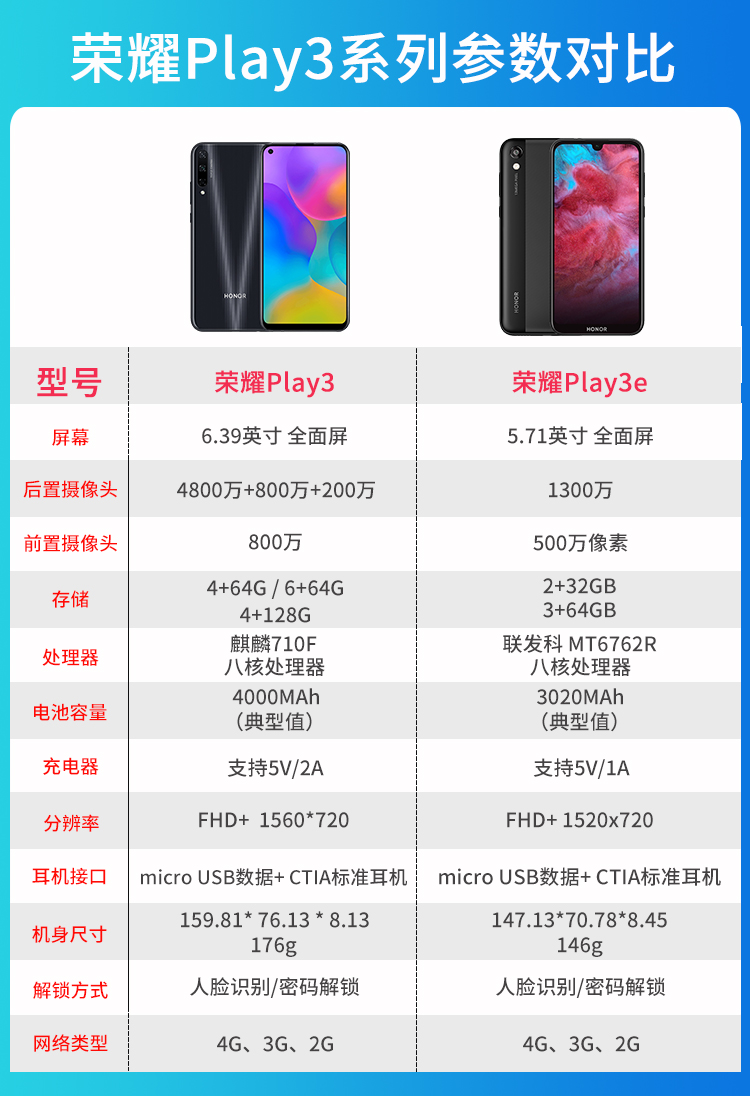 荣耀Play3系列参数对比
HONOR
HONOR
HONOR
型号 荣耀Play3 荣耀Play3e
屏幕 6.39英寸 全面屏 5.71英寸 全面屏
后置摄像头 4800万+800万+200万 1300万
前置摄像头 800万 500万像素
存储 4+64G / 6+64G 2+32GB
4+128G 3+64GB
处理器 麒麟710F 联发科 MT6762R
八核处理器 八核处理器
电池容量 4000MAh 3020MAh
（典型值） （典型值）
充电器 支持5V/2A 支持5V/1A
分辨率 FHD+ 1560*720 FHD+ 1520x720
耳机接口 micro USB数据+ CTIA标准耳机 micro USB数据+ CTIA标准耳机
机身尺寸 159.81* 76.13 * 8.13 147.13*70.78*8.45
176g 146g
解锁方式 人脸识别/密码解锁 人脸识别/密码解锁
网络类型 4G、3G、2G 4G、3G、2G